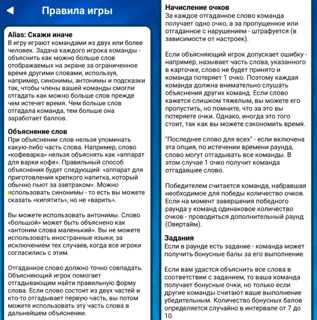 Правила игры
Alias: Скажи иначе
В игру играют командами из двух или более
человек. Задача каждого игрока команды -
объяснить как можно больше слов
отображаемых на экране за ограниченное
время другими словами, используя,
например, синонимы, антонимы и подсказки
так, чтобы члены вашей команды смогли
отгадать как можно больше слов прежде
чем истечет время. Чем больше слов
отгадала команда, тем больше она
заработает баллов.
Объяснение слов
При объяснении слов нельзя упоминать
какую-либо часть слова. Например, слово
«кофеварка» нельзя объяснять как «аппарат
для варки кофе». Правильный способ
объяснения будет следующий: «аппарат для
приготовления крепкого напитка, который
обычно пьют за завтраком». Можно
использовать синонимы - то есть вы можете
сказать «кипятить», но не «варить».
Вы можете использовать антонимы. Слово
«большой» может быть объяснено как
«антоним слова маленький». Вы не можете
использовать иностранные языки, за
исключением тех случаев, когда все игроки
согласились с этим.
Отгаданное слово должно точно совпадать.
Объясняющий игрок помогает
отгадывающим найти правильную форму
слова. Если слово состоит из двух частей и
кто-то отгадывает первую часть, вы потом
можете использовать эту часть слова в
дальнейшем объяснении.
Начисление очков
За каждое отгаданное слово команда
получает одно очко, а за пропущенное или
отгаданное с нарушением - штрафуется (в
зависимости от настроек).
Если объясняющий игрок допускает ошибку -
например, называет часть слова, указанного
в карточке, слово не будет принято и
команда потеряет 1 очко. Поэтому каждая
команда должна внимательно слушать
объяснения других команд. Если слово
кажется слишком тяжелым, вы можете его
пропустить, но помните, что за это вы
потеряете очки. Однако, иногда это того
стоит, так как вы можете сэкономить время.
"Последнее слово для всех" - если включена
эта опция, по истечении времени раунда,
слово могут отгадывать все команды. В
этом случае 1 очко получит команда
отгадавшее слово.
Победителем считается команда, набравшая
необходимое для победы количество очков.
Если на момент завершения победного
раунда у команд одинаковое количество
очков - проводиться дополнительный раунд
(Овертайм).
Задания
Если в раунде есть задание - команда может
получить бонусные балы за его выполнение.
Если вам удастся объяснить все слова в
соответствии с заданием, то ваша команда
получает бонусные очки, но только если
другие команды считают ваше выполнение
убедительным. Количество бонусных балов
определяется случайно в интервале от 7 до
10.